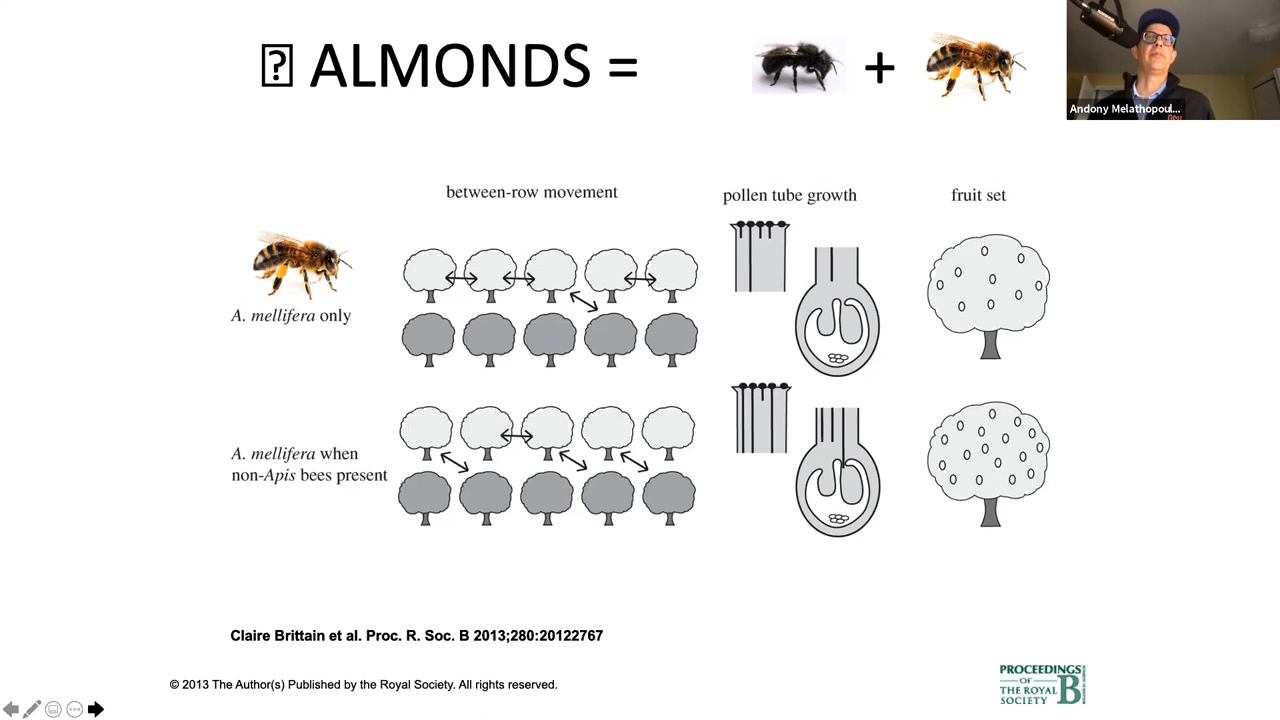 ALMONDS =
+
Andony Melathopoul...
between-row movement
pollen tube growth
fruit set
A. mellifera only
A. mellifera when
non-Apis bees present
Claire Brittain et al. Proc. R. Soc. B 2013;280:20122767
© 2013 The Author(s) Published by the Royal Society. All rights reserved.
PROCEEDINGS
OF
THE ROYAL
SOCIETY
B